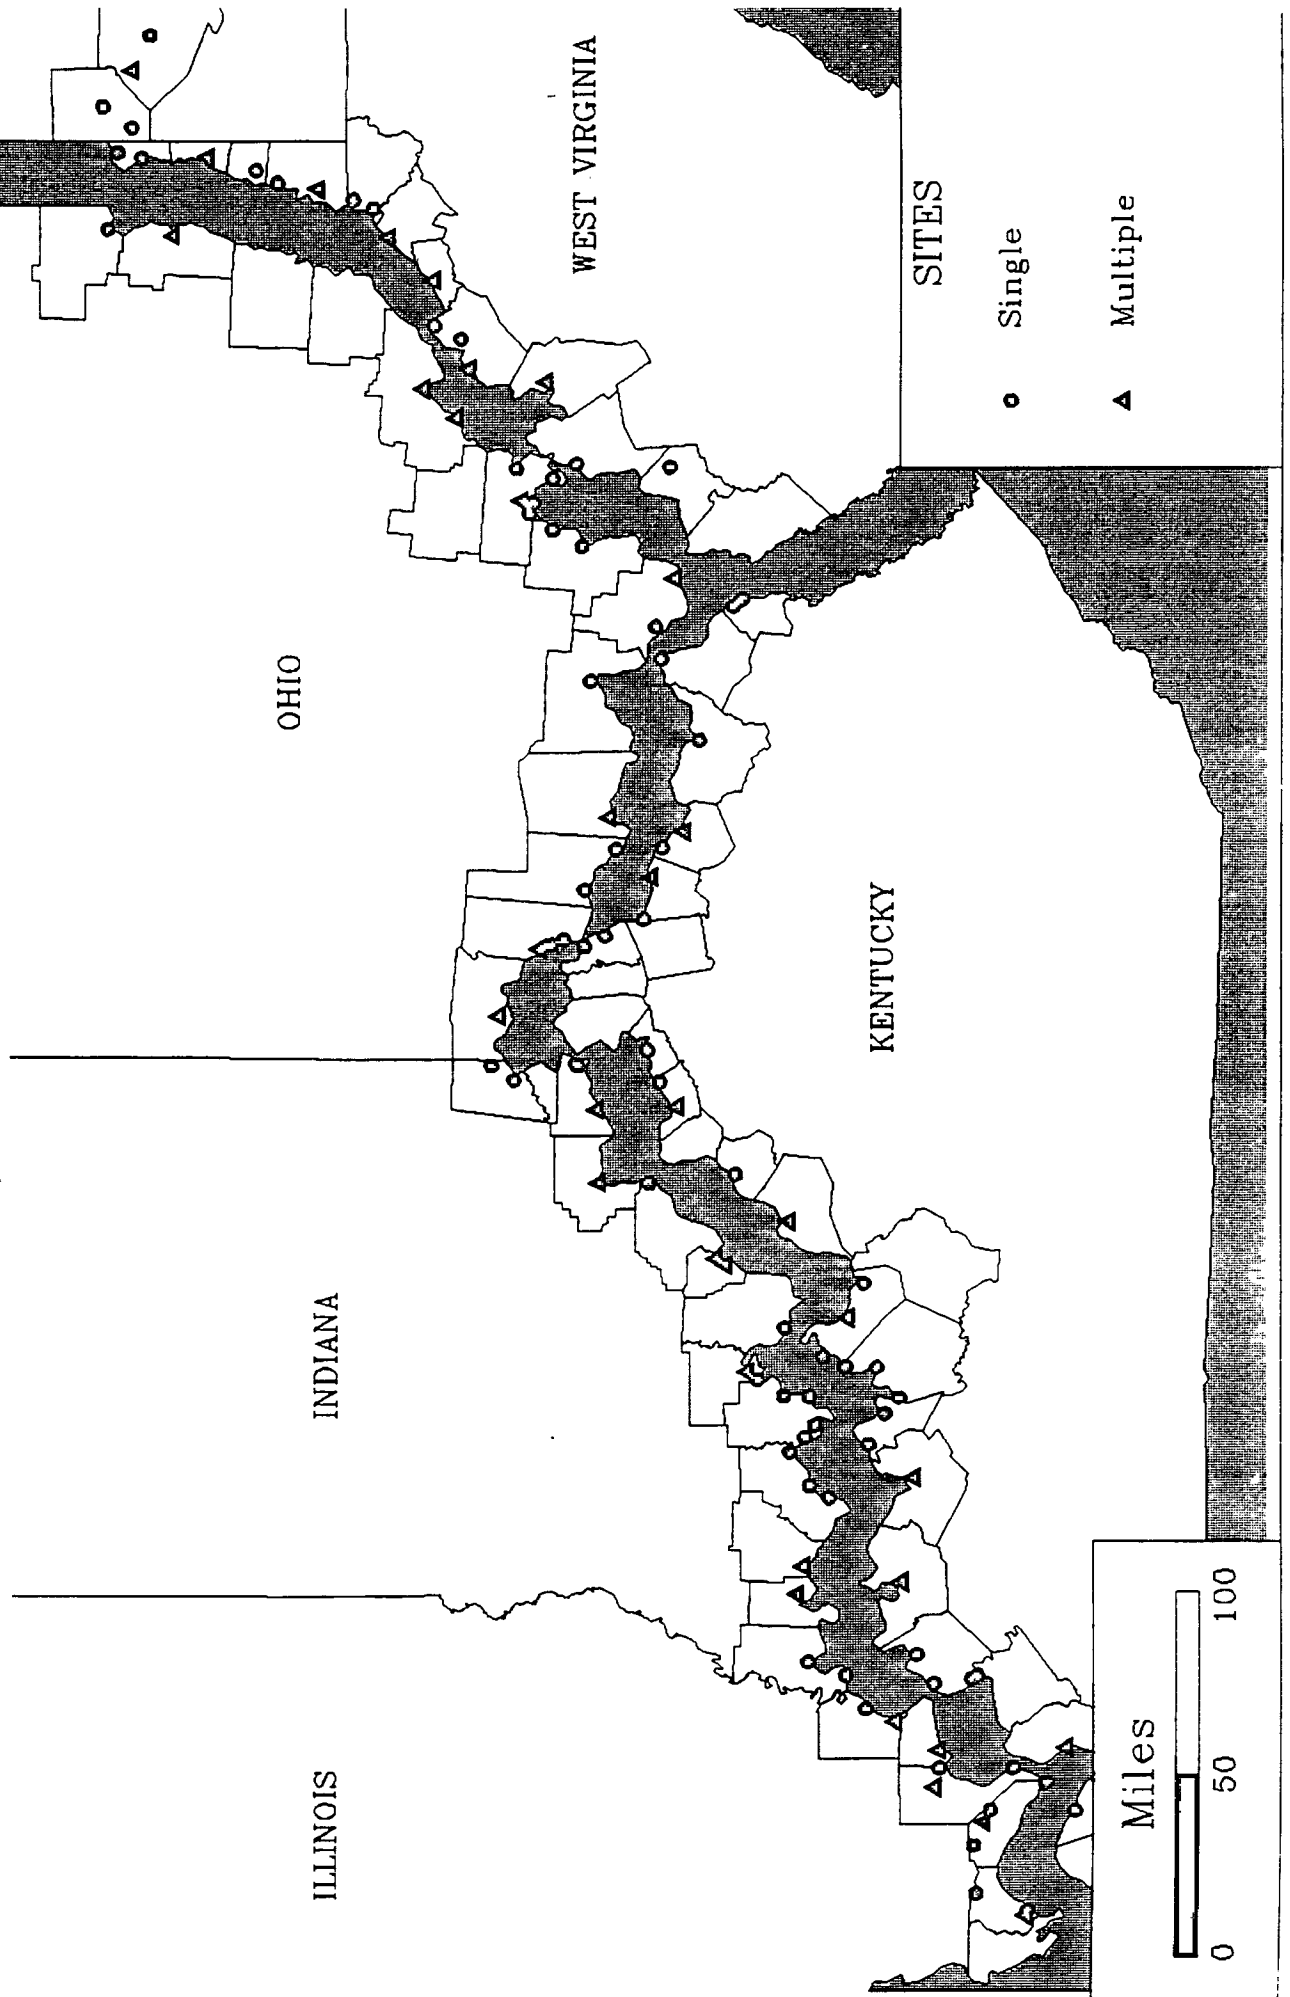 ILLINOIS
INDIANA
OHIO
WEST VIRGINIA
KENTUCKY
SITES
Single
Multiple
Miles
0 50 100